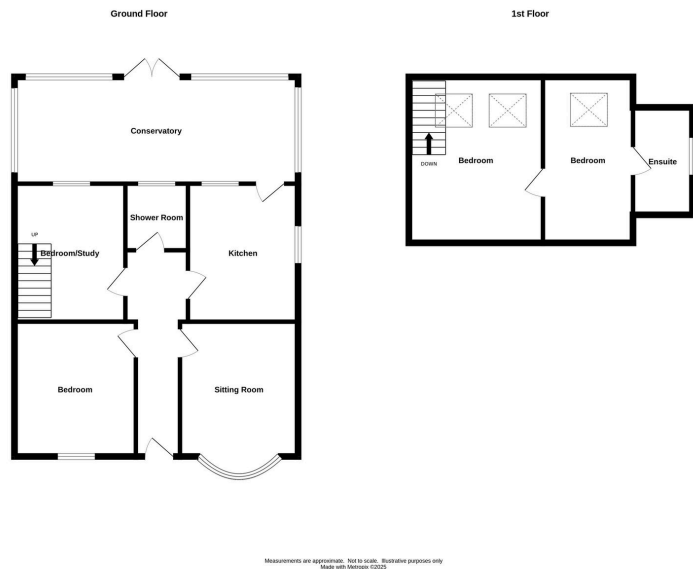 Ground Floor
1st Floor
Conservatory
Bedroom
Bedroom
Ensuite
DOWN
Shower Room
UP
Bedroom/Study
Kitchen
Bedroom
Sitting Room
Measurements are approximate. Not to scale. Illustrative purposes only
Made with Metropix ©2025